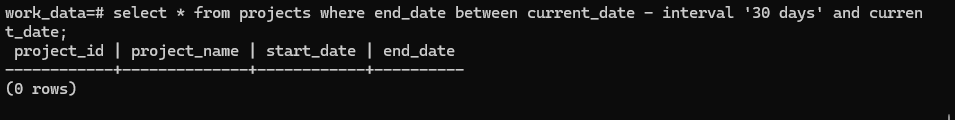 work_data=# select * from projects where end_date between current_date - interval '30 days' and curren
t_date;
 project_id | project_name | start_date | end_date
------------+--------------+------------+----------
(0 rows)